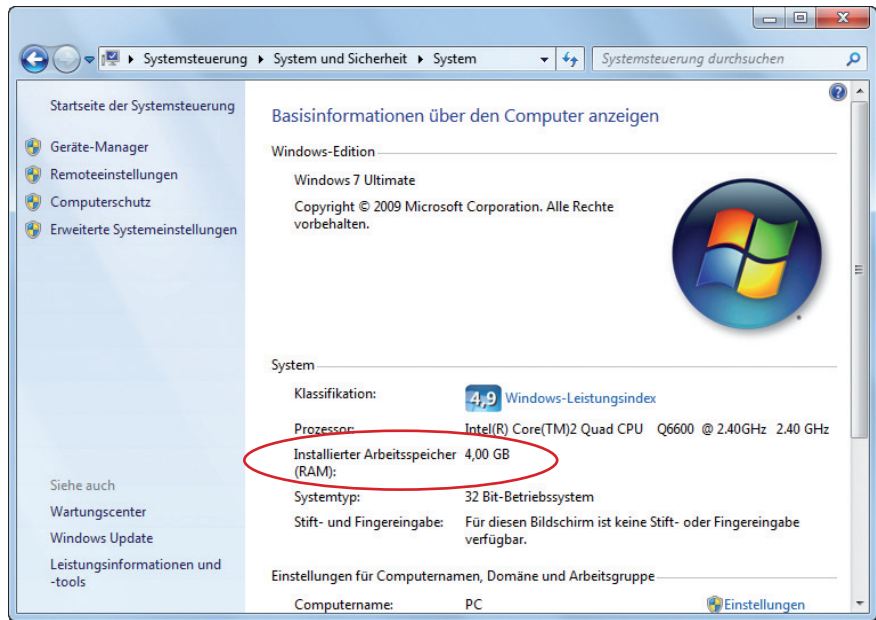 Systemsteuerung System und Sicherheit System
Systemsteuerung durchsuchen
Startseite der Systemsteuerung
Geräte-Manager
Remoteeinstellungen
Computerschutz
Erweiterte Systemeinstellungen
Siehe auch
Wartungscenter
Windows Update
Leistungsinformationen und
-tools
Basisinformationen über den Computer anzeigen
Windows-Edition
Windows 7 Ultimate
Copyright © 2009 Microsoft Corporation. Alle Rechte
vorbehalten.
System
Klassifikation: 4,9 Windows-Leistungsindex
Prozessor: Intel(R) Core(TM)2 Quad CPU Q6600 @ 2.40GHz 2.40 GHz
Installierter Arbeitsspeicher 4,00 GB
(RAM):
Systemtyp: 32 Bit-Betriebssystem
Stift- und Fingereingabe: Für diesen Bildschirm ist keine Stift- oder Fingereingabe
verfügbar.
Einstellungen für Computernamen, Domäne und Arbeitsgruppe
Computername: PC Einstellungen